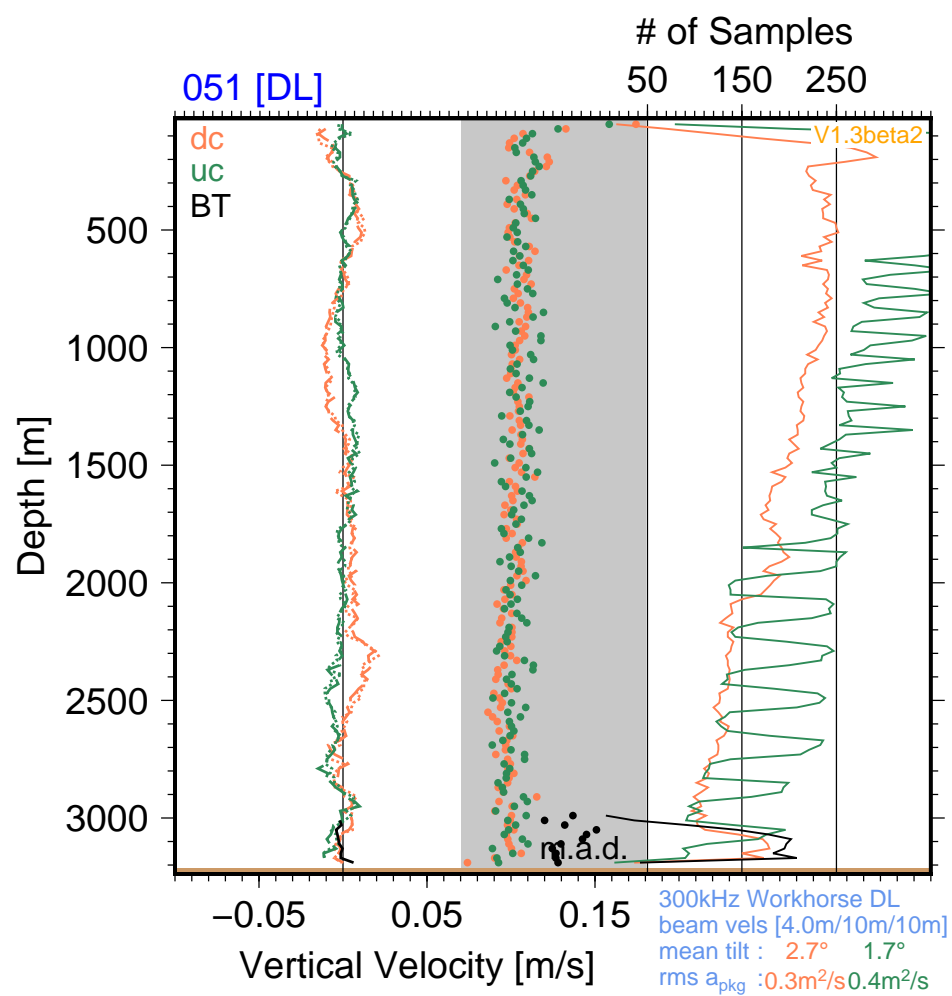 # of Samples
50 150 250
051 [DL]
V1.3beta2
dc
uc
BT
500
1000
1500
2000
2500
3000
Depth [m]
m.a.d.
−0.05 0.05 0.15
Vertical Velocity [m/s]
300kHz Workhorse DL
beam vels [4.0m/10m/10m]
mean tilt : 2.7° 1.7°
rms a_pkg :0.3m²/s 0.4m²/s